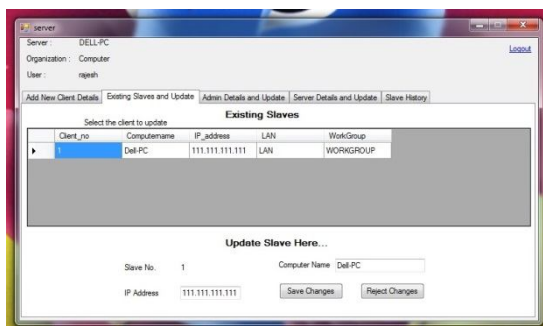 server
Server : DELL-PC
Logout
Organization : Computer
User : rajesh
Add New Client Details Existing Slaves and Update Admin Details and Update Server Details and Update Slave History
Existing Slaves
Select the client to update
Client_no Computername IP_address LAN WorkGroup
1 Dell-PC 111.111.111.111 LAN WORKGROUP
Update Slave Here...
Slave No. 1 Computer Name Dell-PC
IP Address 111.111.111.111 Save Changes Reject Changes